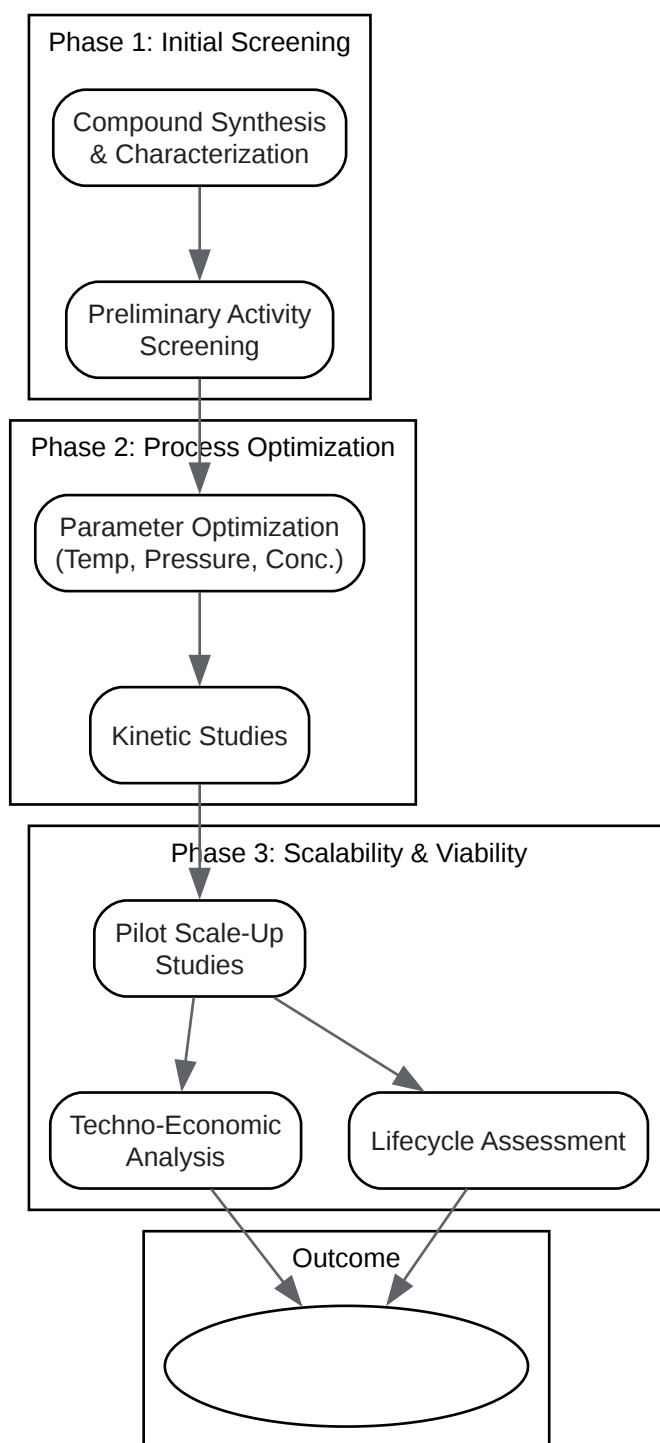 Phase 1: Initial Screening
Compound Synthesis
& Characterization
Preliminary Activity
Screening
Phase 2: Process Optimization
Parameter Optimization
(Temp, Pressure, Conc.)
Kinetic Studies
Phase 3: Scalability & Viability
Pilot Scale-Up
Studies
Techno-Economic
Analysis
Lifecycle Assessment
Outcome